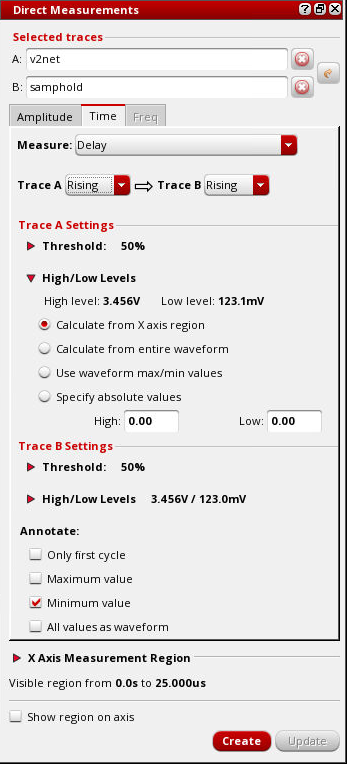 Direct Measurements
Selected traces
A: v2net
B: samphold
Amplitude Time Freq
Measure: Delay
Trace A Rising Trace B Rising
Trace A Settings
Threshold: 50%
High/Low Levels
High level: 3.456V Low level: 123.1mV
Calculate from X axis region
Calculate from entire waveform
Use waveform max/min values
Specify absolute values
High: 0.00 Low: 0.00
Trace B Settings
Threshold: 50%
High/Low Levels 3.456V / 123.0mV
Annotate:
Only first cycle
Maximum value
Minimum value
All values as waveform
X Axis Measurement Region
Visible region from 0.0s to 25.000us
Show region on axis
Create Update